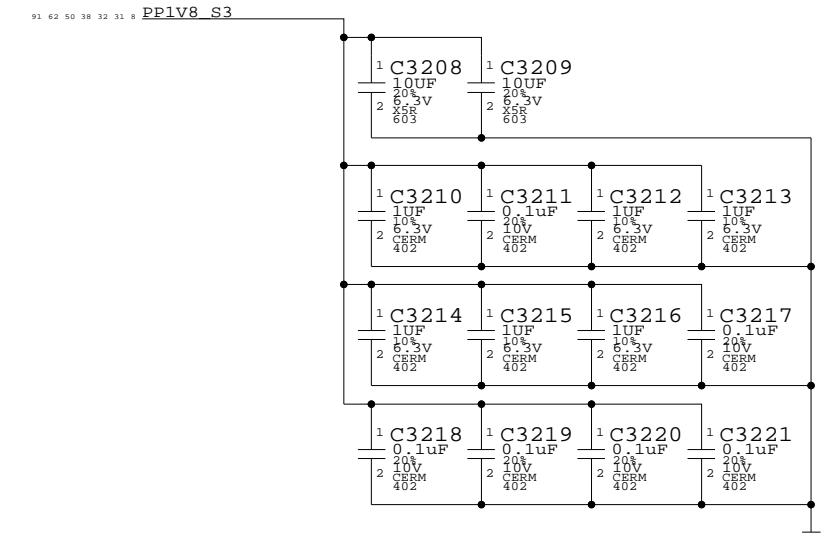 91 62 50 38 32 31 8 PP1V8_S3
1 C3208
10UF
20%
6.3V
2 X5R
603
1 C3209
10UF
20%
6.3V
2 X5R
603
1 C3210
1UF
10%
6.3V
2 CERM
402
1 C3211
0.1uF
20%
10V
2 CERM
402
1 C3212
1UF
10%
6.3V
2 CERM
402
1 C3213
1UF
10%
6.3V
2 CERM
402
1 C3214
1UF
10%
6.3V
2 CERM
402
1 C3215
1UF
10%
6.3V
2 CERM
402
1 C3216
1UF
10%
6.3V
2 CERM
402
1 C3217
0.1uF
20%
10V
2 CERM
402
1 C3218
0.1uF
20%
10V
2 CERM
402
1 C3219
0.1uF
20%
10V
2 CERM
402
1 C3220
0.1uF
20%
10V
2 CERM
402
1 C3221
0.1uF
20%
10V
2 CERM
402